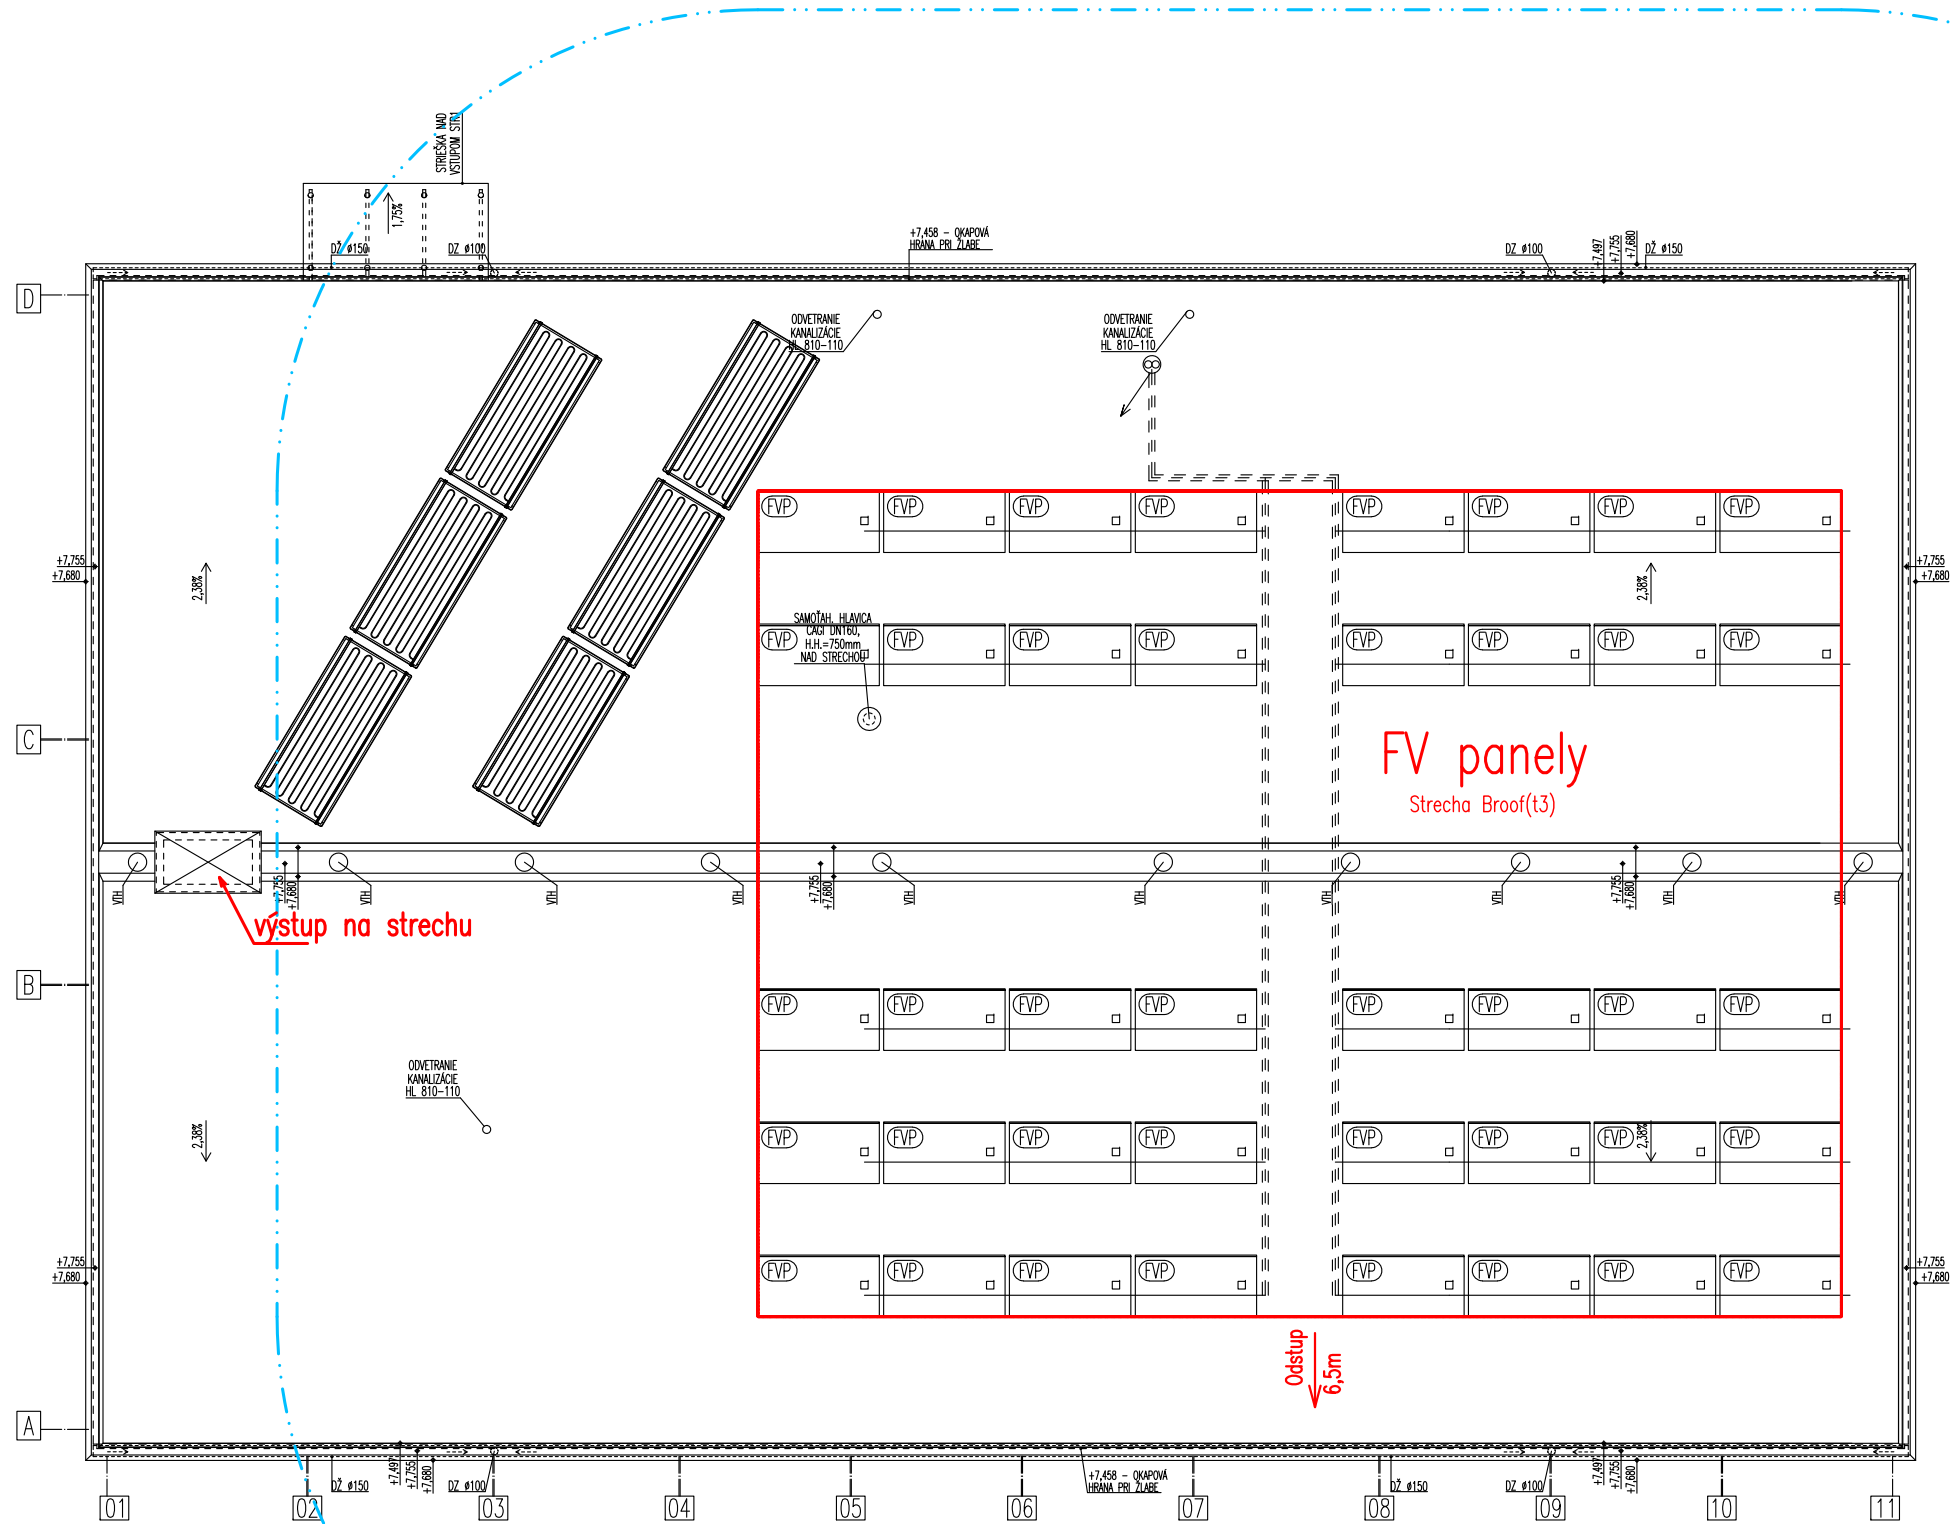 STRIEŠKA NAD
VSTUPOM STR1
1,75%
DŽ ø150
DZ ø100
+7,458 - OKAPOVÁ
HRANA PRI ŽLABE
DZ ø100
+7,497
+7,755
+7,680
DŽ ø150
D
ODVETRANIE
KANALIZÁCIE
HL 810-110
ODVETRANIE
KANALIZÁCIE
HL 810-110
FVP FVP FVP FVP FVP FVP FVP FVP
+7,755
+7,680
2,38%
2,38%
+7,755
+7,680
SAMOŤAH. HLAVICA
CAGI DN160,
H.H.=750mm
NAD STRECHOU
FVP FVP FVP FVP FVP FVP FVP FVP
C
FV panely
Strecha Broof(t3)
VTH
+7,755
+7,680
VTH
VTH
VTH
+7,755
+7,680
VTH
VTH
VTH
VTH
+7,755
+7,680
VTH
VTH
výstup na strechu
B
FVP FVP FVP FVP FVP FVP FVP FVP
ODVETRANIE
KANALIZÁCIE
HL 810-110
2,38%
FVP FVP FVP FVP FVP FVP FVP FVP
2,38%
+7,755
+7,680
FVP FVP FVP FVP FVP FVP FVP FVP
+7,755
+7,680
Odstup
6,5m
A
DŽ ø150
+7,497
+7,755
+7,680
DZ ø100
+7,458 - OKAPOVÁ
HRANA PRI ŽLABE
DŽ ø150
DZ ø100
+7,497
+7,755
+7,680
01 02 03 04 05 06 07 08 09 10 11